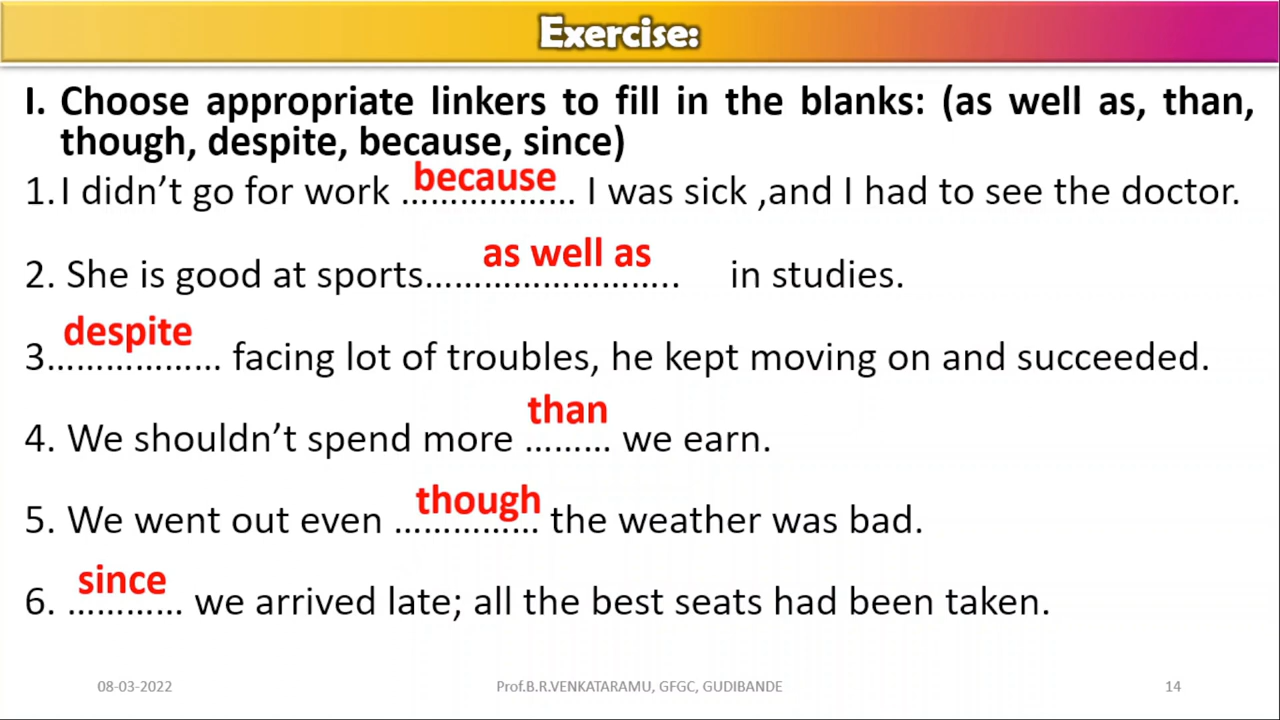 Exercise:
I. Choose appropriate linkers to fill in the blanks: (as well as, than,
though, despite, because, since)
1. I didn’t go for work ………because……… I was sick ,and I had to see the doctor.
2. She is good at sports………as well as……….. in studies.
3………despite……… facing lot of troubles, he kept moving on and succeeded.
4. We shouldn’t spend more ……than… we earn.
5. We went out even ………though…… the weather was bad.
6. ……since…… we arrived late; all the best seats had been taken.
08-03-2022 Prof.B.R.VENKATARAMU, GFGC, GUDIBANDE 14